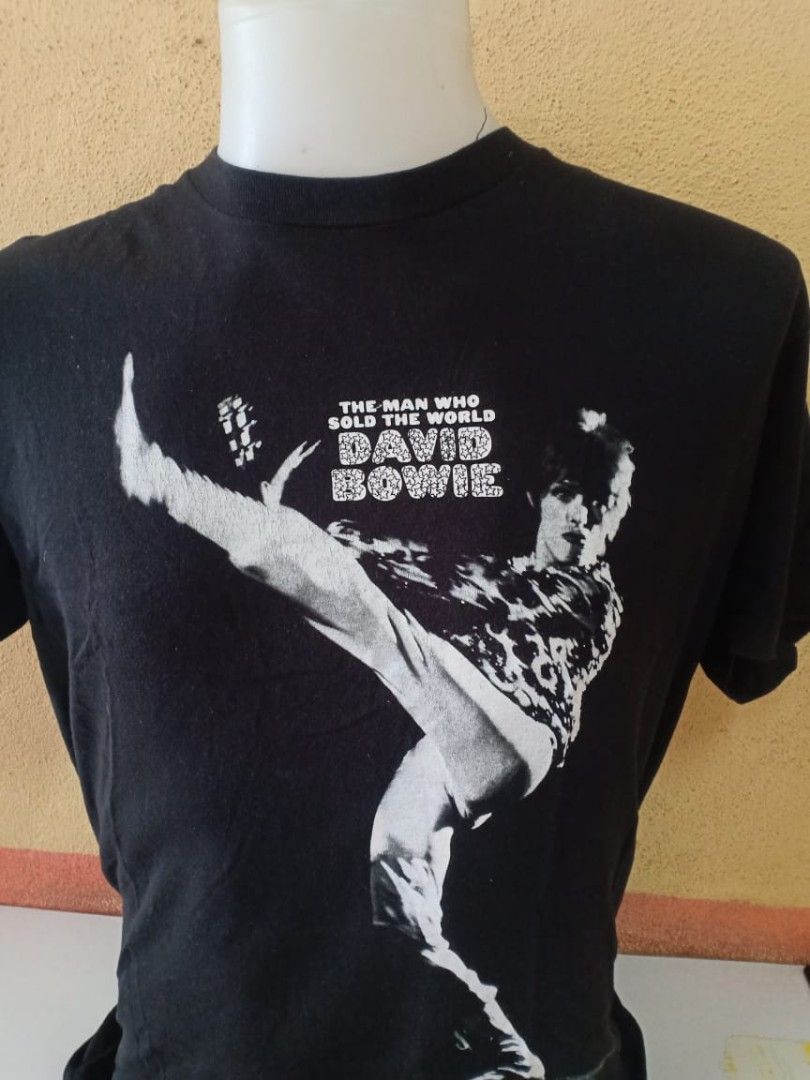 THE MAN WHO
SOLD THE WORLD
DAVID
BOWIE